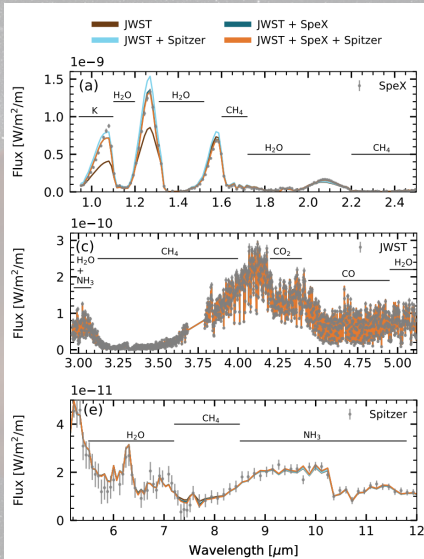 JWST JWST + SpeX
JWST + Spitzer JWST + SpeX + Spitzer
1e−9
(a) SpeX
H₂O H₂O CH₄
K
H₂O CH₄
Flux [W/m²/m]
1.5
1.0
0.5
0.0
1.0 1.2 1.4 1.6 1.8 2.0 2.2 2.4
1e−10
(c) JWST
CH₄ CO₂ H₂O
H₂O
+
NH₃
CO
Flux [W/m²/m]
3
2
1
0
3.00 3.25 3.50 3.75 4.00 4.25 4.50 4.75 5.00
1e−11
(e) Spitzer
CH₄
H₂O NH₃
Flux [W/m²/m]
4
2
0
6 7 8 9 10 11 12
Wavelength [μm]